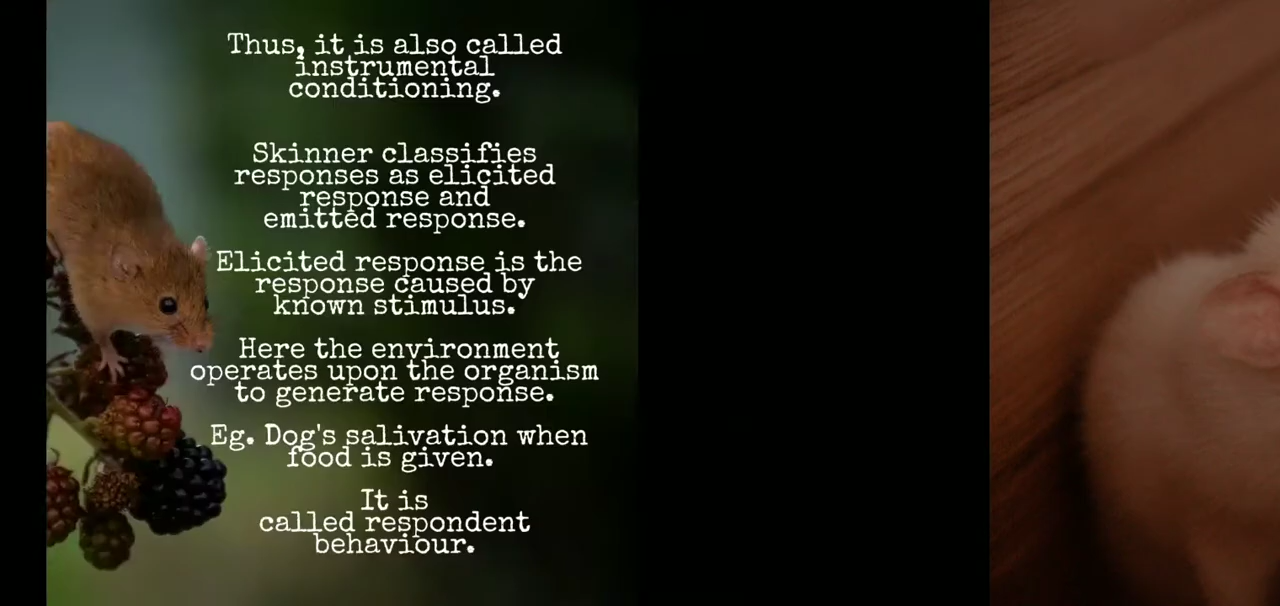 Thus, it is also called
instrumental
conditioning.
Skinner classifies
responses as elicited
response and
emitted response.
Elicited response is the
response caused by
known stimulus.
Here the environment
operates upon the organism
to generate response.
Eg. Dog's salivation when
food is given.
It is
called respondent
behaviour.